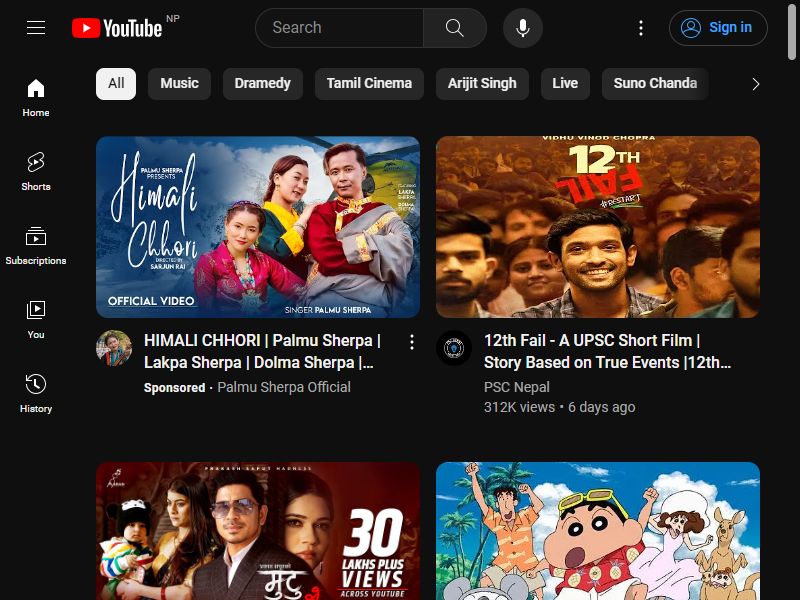 YouTube NP
Search
Sign in
All
Music
Dramedy
Tamil Cinema
Arijit Singh
Live
Suno Chanda
Home
Shorts
Subscriptions
You
History
PALMU SHERPA
PRESENTS
Himali
Chhori
DIRECTED BY
SARJUN RAI
LAKPA
SHERPA
DOLMA
SHERPA
OFFICIAL VIDEO
SINGER PALMU SHERPA
VIDHU VINOD CHOPRA
12TH
FAIL
#RESTART
HIMALI CHHORI | Palmu Sherpa |
Lakpa Sherpa | Dolma Sherpa |...
Sponsored · Palmu Sherpa Official
12th Fail - A UPSC Short Film |
Story Based on True Events |12th...
PSC Nepal
312K views • 6 days ago
PRAKASH SAPUT MADNESS
30
LAKHS PLUS
VIEWS
ACROSS YOUTUBE
मुटु